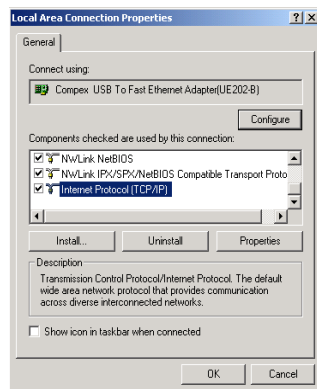 Local Area Connection Properties
General
Connect using:
Compex USB To Fast Ethernet Adapter(UE202-B)
Configure
Components checked are used by this connection:
NWLink NetBIOS
NWLink IPX/SPX/NetBIOS Compatible Transport Proto
Internet Protocol (TCP/IP)
Install...
Uninstall
Properties
Description
Transmission Control Protocol/Internet Protocol. The default
wide area network protocol that provides communication
across diverse interconnected networks.
Show icon in taskbar when connected
OK
Cancel